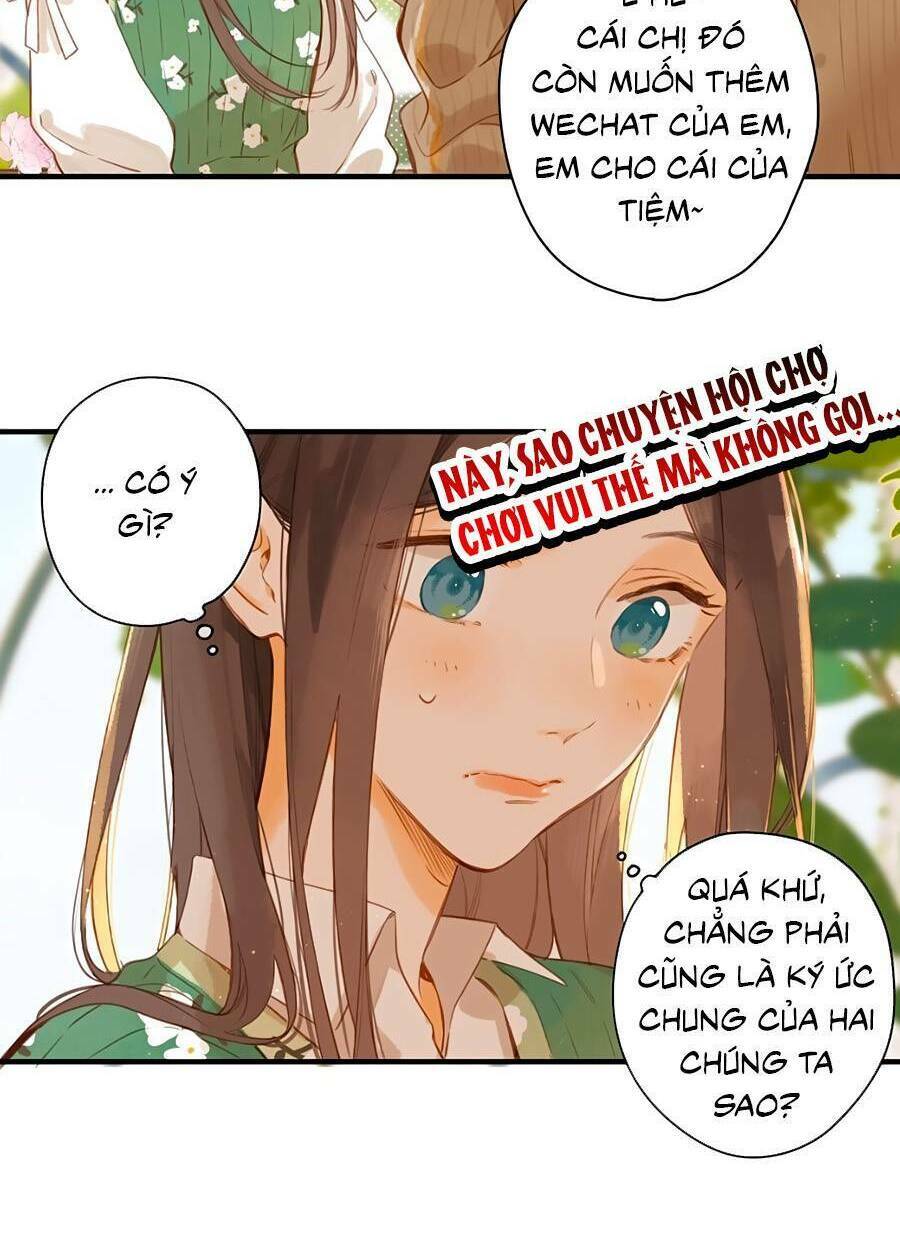 CÁI CHỊ ĐÓ
CÒN MUỐN THÊM
WECHAT CỦA EM,
EM CHO CÁI CỦA
TIỆM~
NÀY, SAO CHUYỆN HỘI CHỢ
CHƠI VUI THẾ MÀ KHÔNG GỌI...
... CÓ Ý
GÌ?
QUÁ KHỨ,
CHẲNG PHẢI
CŨNG LÀ KÝ ỨC
CHUNG CỦA HAI
CHÚNG TA
SAO?